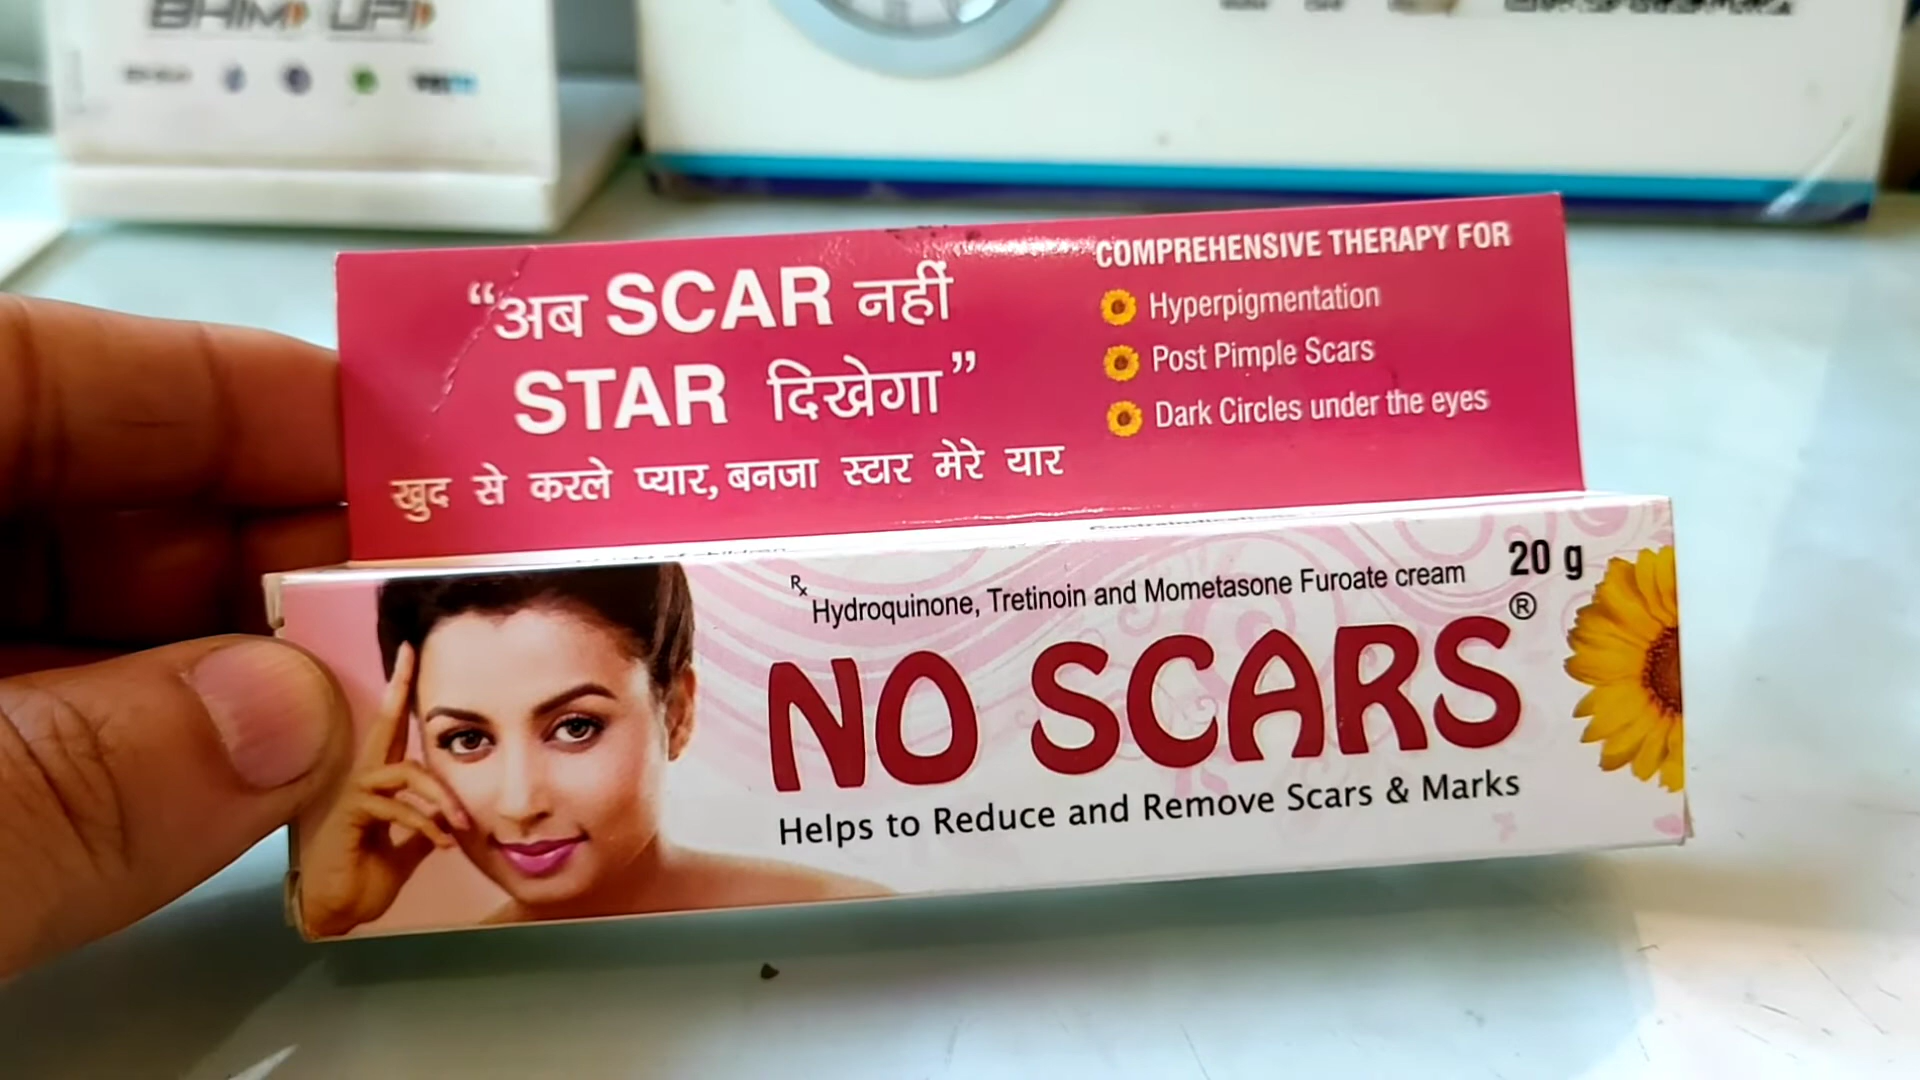 BHIM UPI
"अब SCAR नहीं
STAR दिखेगा"
खुद से करले प्यार, बनजा स्टार मेरे यार
COMPREHENSIVE THERAPY FOR
Hyperpigmentation
Post Pimple Scars
Dark Circles under the eyes
Rx
Hydroquinone, Tretinoin and Mometasone Furoate cream
20 g
NO SCARS®
Helps to Reduce and Remove Scars & Marks